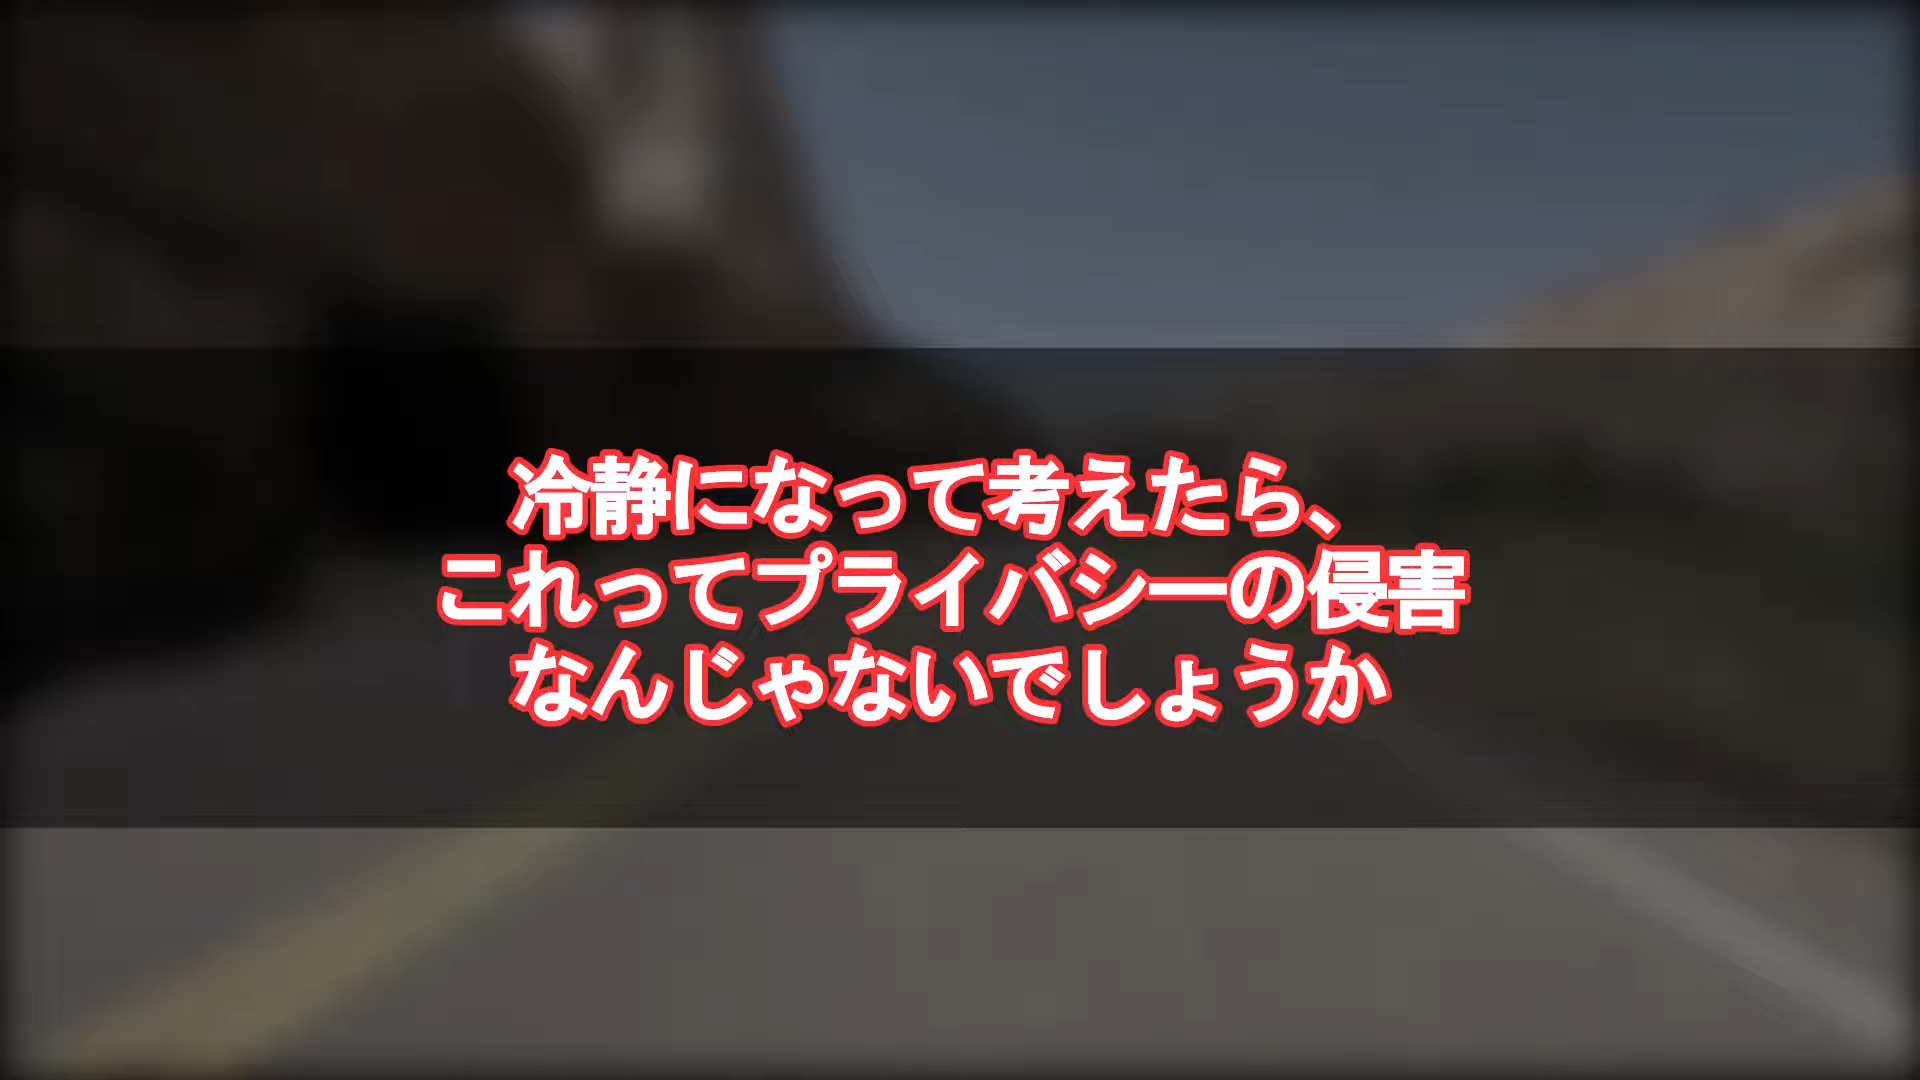 冷静になって考えたら、
これってプライバシーの侵害
なんじゃないでしょうか